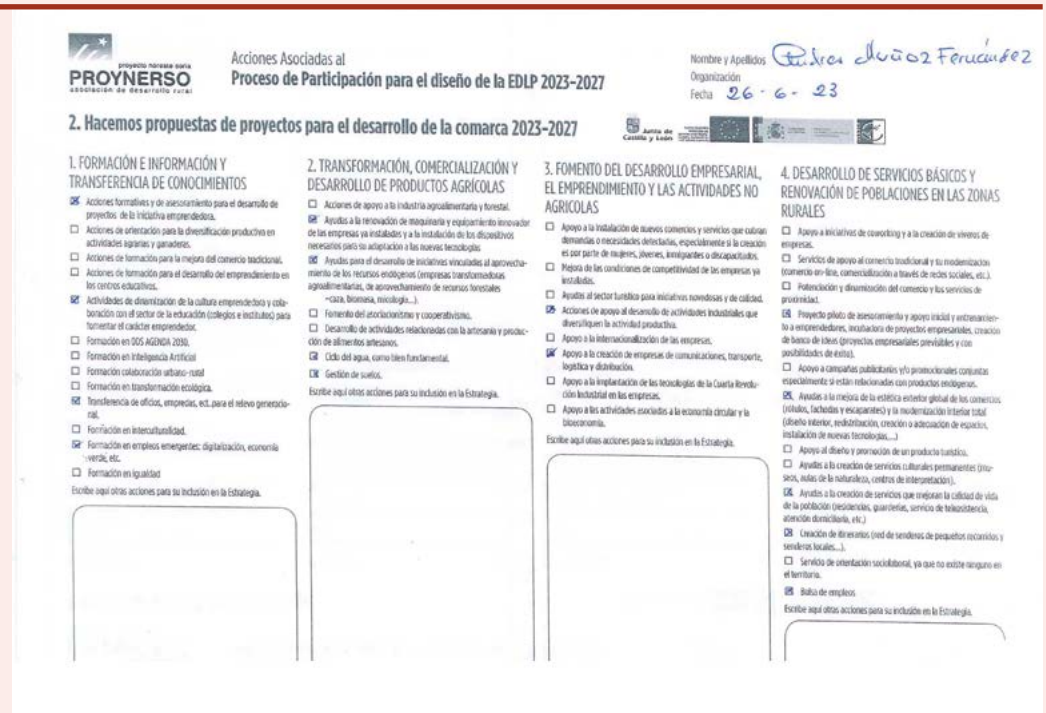 proyecto noreste soria
PROYNERSO
asociación de desarrollo rural
Acciones Asociadas al
Proceso de Participación para el diseño de la EDLP 2023-2027
Nombre y Apellidos Muñoz Fernández
Organización
Fecha 26-6-23
2. Hacemos propuestas de proyectos para el desarrollo de la comarca 2023-2027
Junta de
Castilla y León
1. FORMACIÓN E INFORMACIÓN Y
TRANSFERENCIA DE CONOCIMIENTOS
Acciones formativas y de asesoramiento para el desarrollo de
proyectos de la iniciativa emprendedora.
Acciones de orientación para la diversificación productiva en
actividades agrarias y ganaderas.
Acciones de formación para la mejora del comercio tradicional.
Acciones de formación para el desarrollo del emprendimiento en
los centros educativos.
Actividades de dinamización de la cultura emprendedora y cola-
boración con el sector de la educación (colegios e institutos) para
fomentar el carácter emprendedor.
Formación en ODS AGENDA 2030.
Formación en Inteligencia Artificial
Formación colaboración urbano-rural
Formación en transformación ecológica.
Transferencia de oficios, empresas, ect. para el relevo generacio-
nal.
Formación en interculturalidad.
Formación en empleos emergentes: digitalización, economía
verde, etc.
Formación en igualdad
Escribe aquí otras acciones para su inclusión en la Estrategia.
2. TRANSFORMACIÓN, COMERCIALIZACIÓN Y
DESARROLLO DE PRODUCTOS AGRÍCOLAS
Acciones de apoyo a la industria agroalimentaria y forestal.
Ayudas a la renovación de maquinaria y equipamiento innovador
de las empresas ya instaladas y a la instalación de los dispositivos
necesarios para su adaptación a las nuevas tecnologías
Ayudas para el desarrollo de iniciativas vinculadas al aprovecha-
miento de los recursos endógenos (empresas transformadoras
agroalimentarias, de aprovechamiento de recursos forestales
-caza, biomasa, micología...).
Fomento del asociacionismo y cooperativismo.
Desarrollo de actividades relacionadas con la artesanía y produc-
ción de alimentos artesanos.
Ciclo del agua, como bien fundamental.
Gestión de suelos.
Escribe aquí otras acciones para su inclusión en la Estrategia.
3. FOMENTO DEL DESARROLLO EMPRESARIAL,
EL EMPRENDIMIENTO Y LAS ACTIVIDADES NO
AGRICOLAS
Apoyo a la instalación de nuevos comercios y servicios que cubran
demandas o necesidades detectadas, especialmente si la creación
es por parte de mujeres, jóvenes, inmigrantes o discapacitados.
Mejora de las condiciones de competitividad de las empresas ya
instaladas.
Ayudas al sector turístico para iniciativas novedosas y de calidad.
Acciones de apoyo al desarrollo de actividades industriales que
diversifiquen la actividad productiva.
Apoyo a la internacionalización de las empresas.
Apoyo a la creación de empresas de comunicaciones, transporte,
logística y distribución.
Apoyo a la implantación de las tecnologías de la Cuarta Revolu-
ción Industrial en las empresas.
Apoyo a las actividades asociadas a la economía circular y la
bioeconomía.
Escribe aquí otras acciones para su inclusión en la Estrategia.
4. DESARROLLO DE SERVICIOS BÁSICOS Y
RENOVACIÓN DE POBLACIONES EN LAS ZONAS
RURALES
Apoyo a iniciativas de coworking y a la creación de viveros de
empresas.
Servicios de apoyo al comercio tradicional y su modernización
(comercio on-line, comercialización a través de redes sociales, etc.).
Potenciación y dinamización del comercio y los servicios de
proximidad.
Proyecto piloto de asesoramiento y apoyo inicial y entrenamien-
to a emprendedores, incubadora de proyectos empresariales, creación
de banco de ideas (proyectos empresariales previsibles y con
posibilidades de éxito).
Apoyo a campañas publicitarias y/o promocionales conjuntas
especialmente si están relacionadas con productos endógenos.
Ayudas a la mejora de la estética exterior global de los comercios
(rótulos, fachadas y escaparates) y la modernización interior total
(diseño interior, redistribución, creación o adecuación de espacios,
instalación de nuevas tecnologías,...)
Apoyo al diseño y promoción de un producto turístico.
Ayudas a la creación de servicios culturales permanentes (mu-
seos, aulas de la naturaleza, centros de interpretación).
Ayudas a la creación de servicios que mejoran la calidad de vida
de la población (residencias, guarderías, servicio de teleasistencia,
atención domiciliaria, etc.)
Creación de itinerarios (red de senderos de pequeños recorridos y
senderos locales...).
Servicio de orientación sociolaboral, ya que no existe ninguno en
el territorio.
Bolsa de empleos
Escribe aquí otras acciones para su inclusión en la Estrategia.